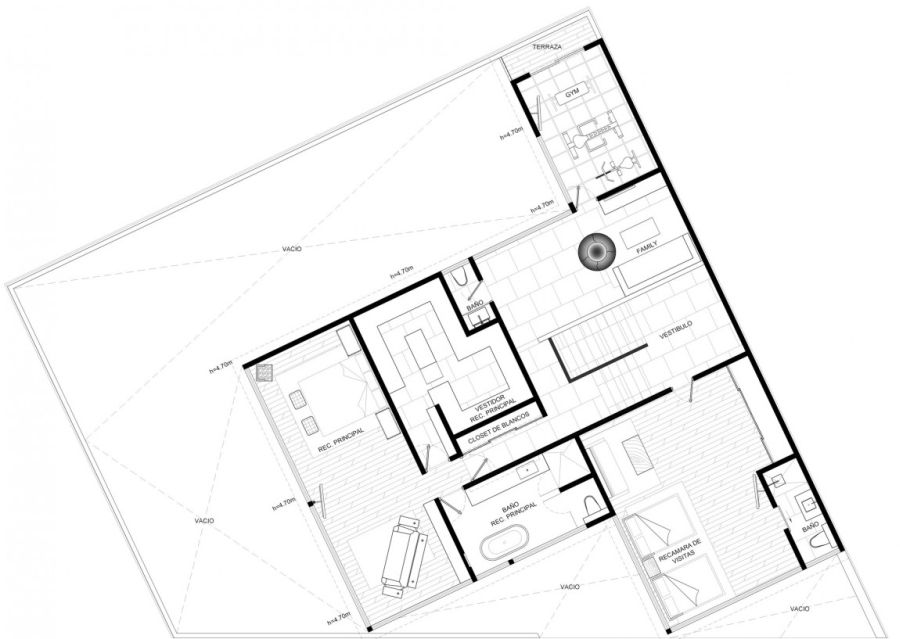 TERRAZA
GYM
h=4.70m
h=4.70m
VACIO
h=4.70m
FAMILY
BAÑO
VESTIBULO
h=4.70m
VESTIDOR
REC. PRINCIPAL
CLOSET DE BLANCOS
REC. PRINCIPAL
h=4.70m
VACIO
BAÑO
REC. PRINCIPAL
BAÑO
RECAMARA DE
VISITAS
VACIO
VACIO
h=4.70m